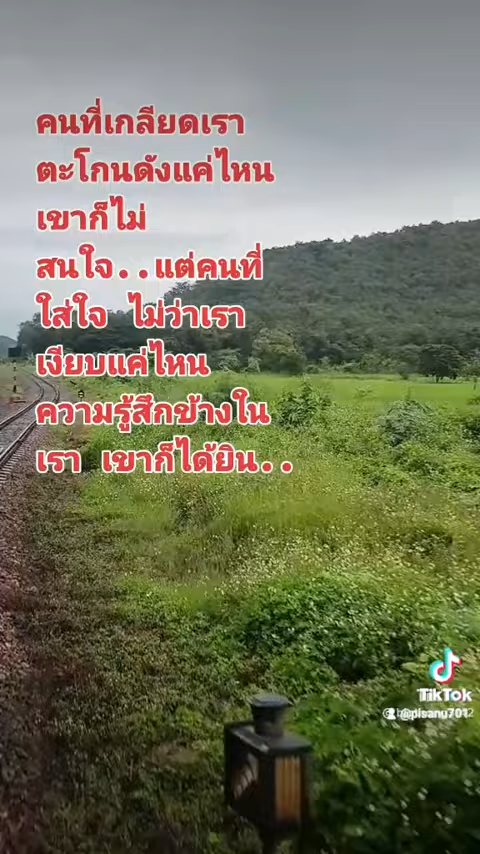 คนที่เกลียดเรา
ตะโกนดังแค่ไหน
เขาก็ไม่
สนใจ..แต่คนที่
ใส่ใจ ไม่ว่าเรา
เงียบแค่ไหน
ความรู้สึกข้างใน
เรา เขาก็ได้ยิน..
TikTok
@pisanu701